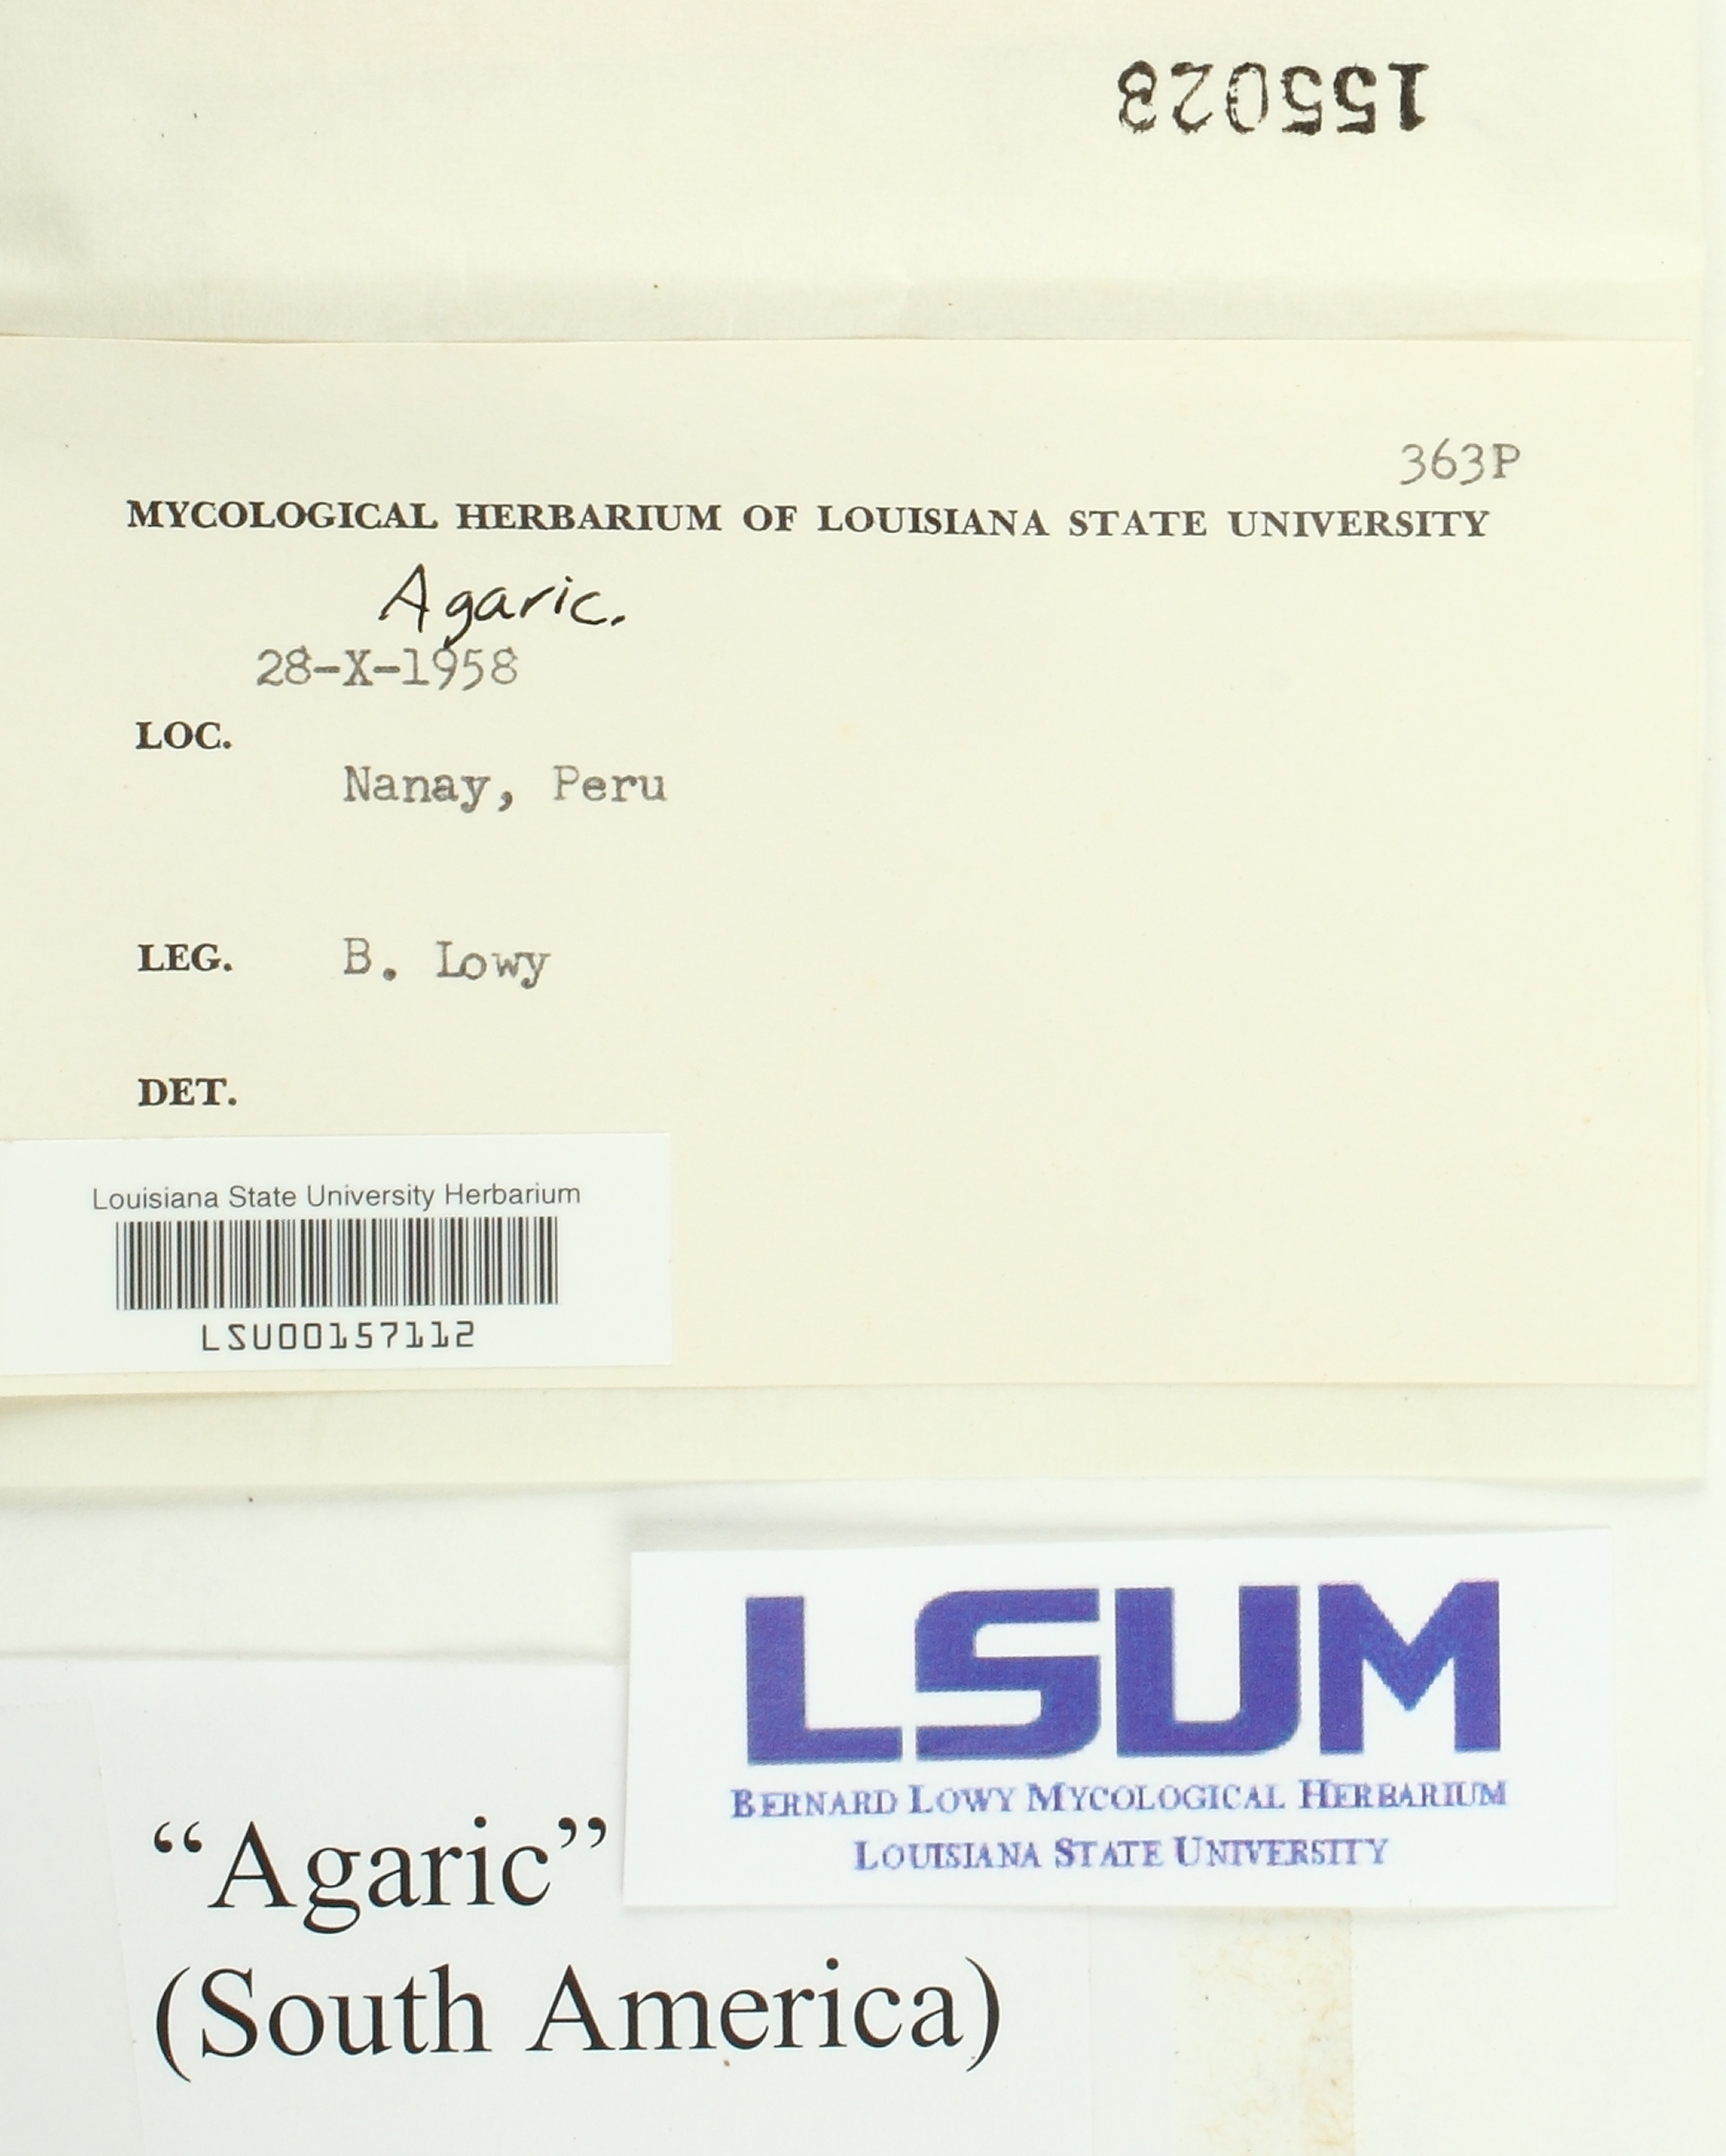 155028
363P
MYCOLOGICAL HERBARIUM OF LOUISIANA STATE UNIVERSITY
Agaric.
28-X-1958
LOC.
Nanay, Peru
LEG. B. Lowy
DET.
Louisiana State University Herbarium
LSU00157112
LSUM
BERNARD LOWY MYCOLOGICAL HERBARIUM
LOUISIANA STATE UNIVERSITY
“Agaric”
(South America)